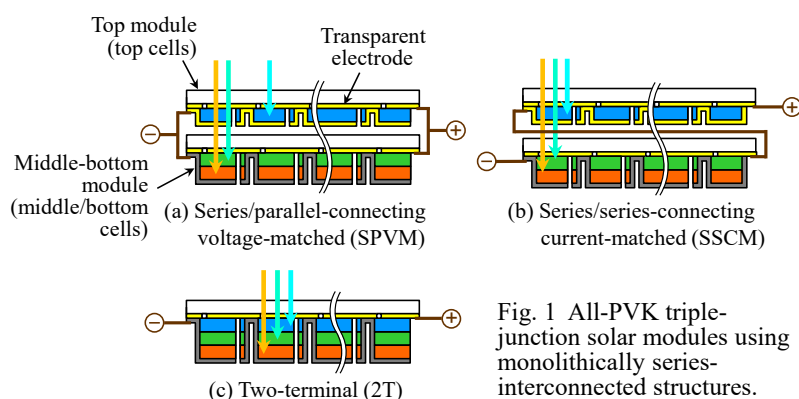 Top module
(top cells)
Transparent
electrode
−
+
Middle-bottom
module
(middle/bottom
cells)
(a) Series/parallel-connecting
voltage-matched (SPVM)
+
−
(b) Series/series-connecting
current-matched (SSCM)
−
+
(c) Two-terminal (2T)
Fig. 1 All-PVK triple-
junction solar modules using
monolithically series-
interconnected structures.